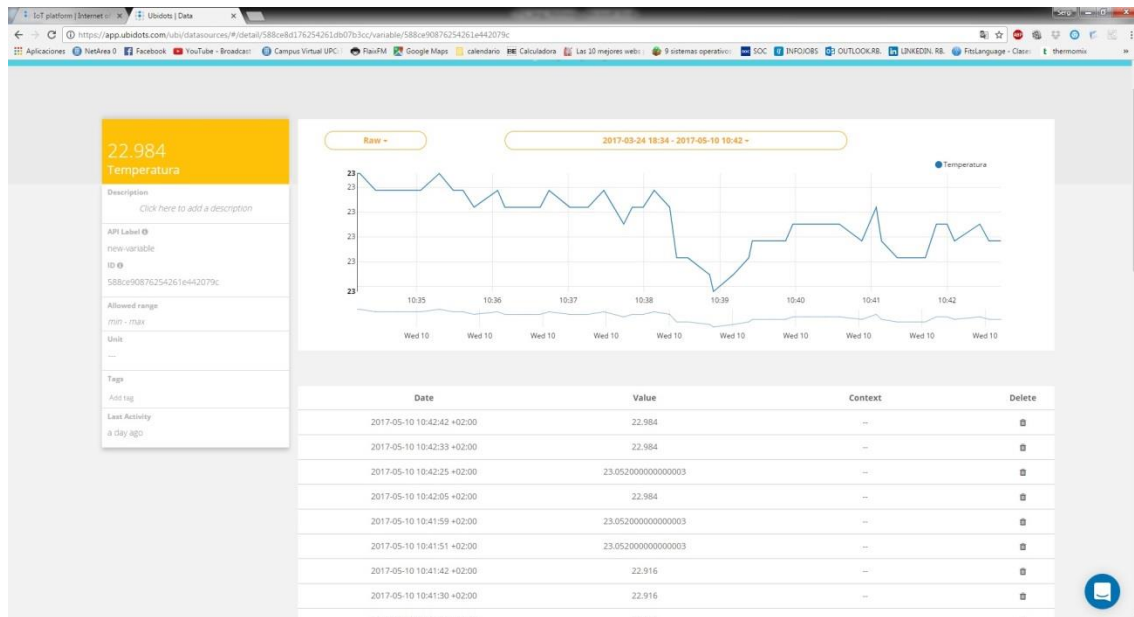 IoT platform | Internet of
Ubidots | Data
Sergi
https://app.ubidots.com/ubi/datasources/#/detail/588ce8d176254261db07b3cc/variable/588ce90876254261e442079c
Aplicaciones NetÀrea 0 Facebook YouTube - Broadcast Campus Virtual UPC: FlaixFM Google Maps calendario Calculadora Las 10 mejores webs 9 sistemas operativos SOC INFOJOBS OUTLOOK.RB. LINKEDIN. RB. FitsLanguage - Clases thermomix
22.984
Temperatura
Description
Click here to add a description
API Label
new-variable
ID
588ce90876254261e442079c
Allowed range
min - max
Unit
---
Tags
Add tag
Last Activity
a day ago
Raw
2017-03-24 18:34 - 2017-05-10 10:42
Temperatura
23
23
23
23
23
23
10:35 10:36 10:37 10:38 10:39 10:40 10:41 10:42
Wed 10 Wed 10 Wed 10 Wed 10 Wed 10 Wed 10 Wed 10 Wed 10 Wed 10 Wed 10
Date Value Context Delete
2017-05-10 10:42:42 +02:00 22.984 --
2017-05-10 10:42:33 +02:00 22.984 --
2017-05-10 10:42:25 +02:00 23.052000000000003 --
2017-05-10 10:42:05 +02:00 22.984 --
2017-05-10 10:41:59 +02:00 23.052000000000003 --
2017-05-10 10:41:51 +02:00 23.052000000000003 --
2017-05-10 10:41:42 +02:00 22.916 --
2017-05-10 10:41:30 +02:00 22.916 --